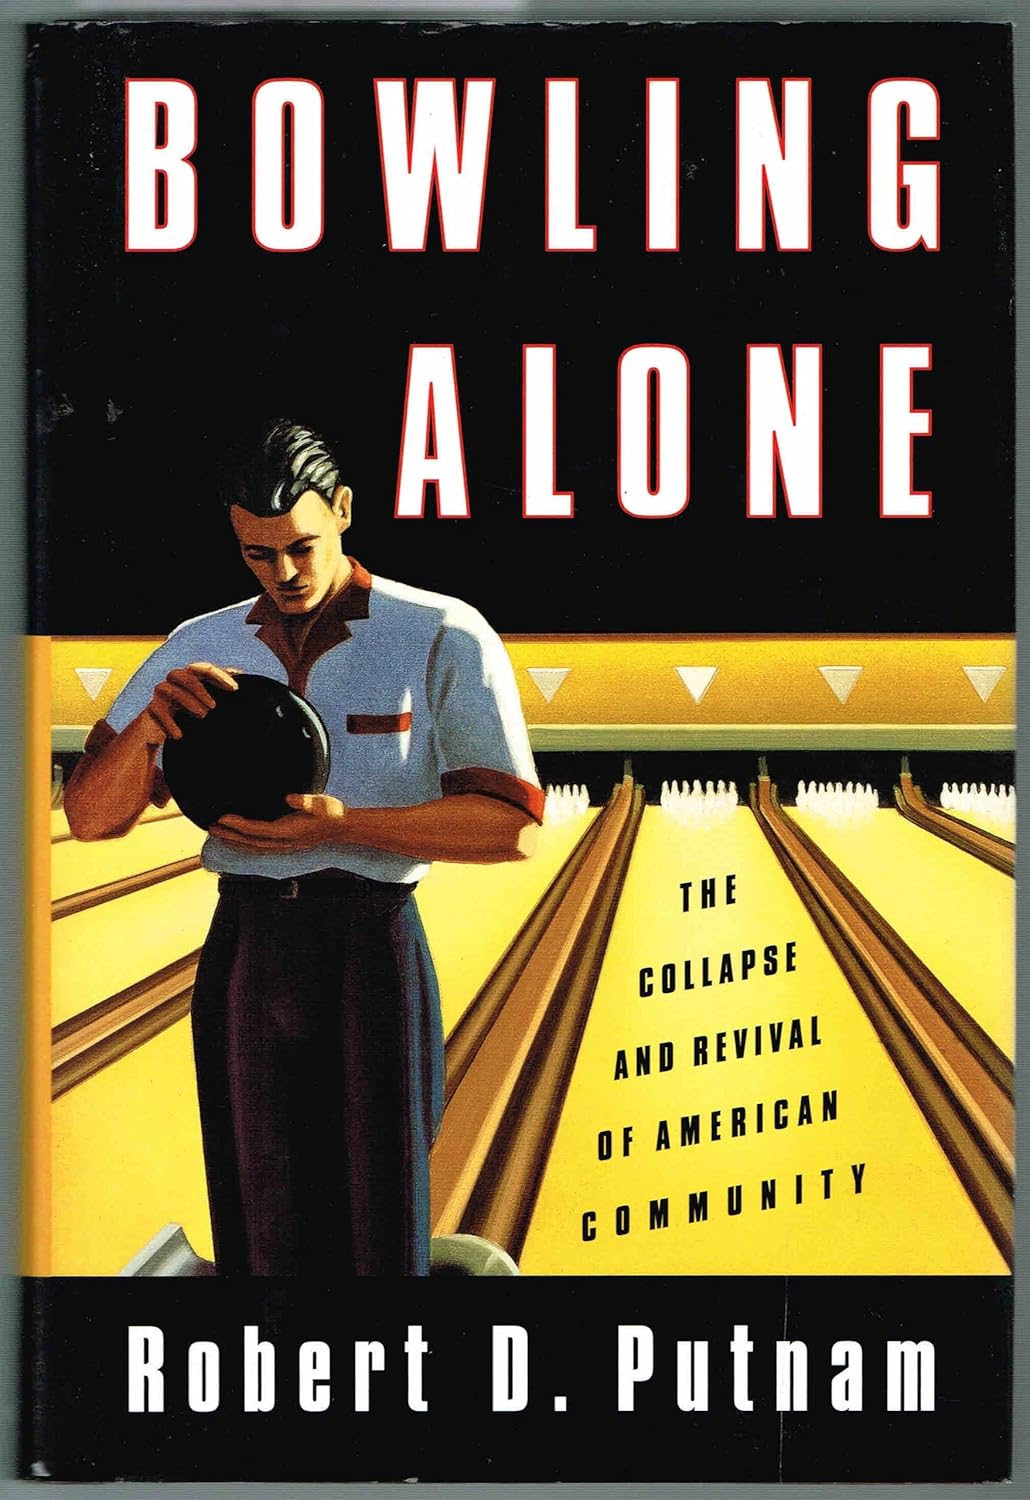 BOWLING
ALONE
THE
COLLAPSE
AND REVIVAL
OF AMERICAN
COMMUNITY
Robert D. Putnam